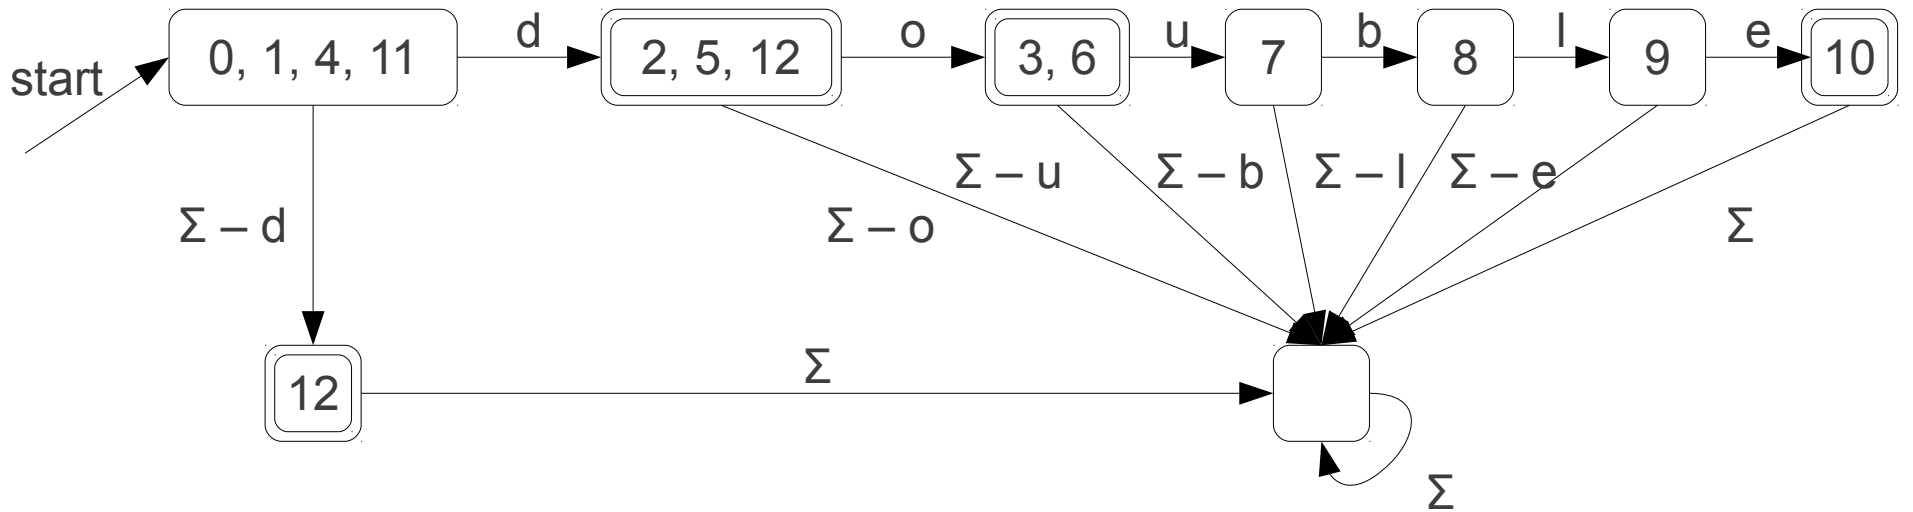 d o u b l e
start 0, 1, 4, 11 2, 5, 12 3, 6 7 8 9 10
Σ – u Σ – b Σ – l Σ – e
Σ – d Σ – o Σ
12 Σ
Σ